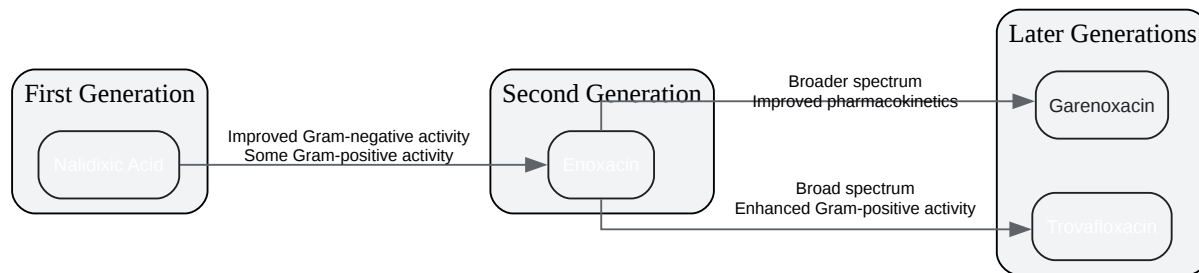 First Generation
Nalidixic Acid
Improved Gram-negative activity
Some Gram-positive activity
Second Generation
Enoxacin
Broader spectrum
Improved pharmacokinetics
Broad spectrum
Enhanced Gram-positive activity
Later Generations
Garenoxacin
Trovafloxacin